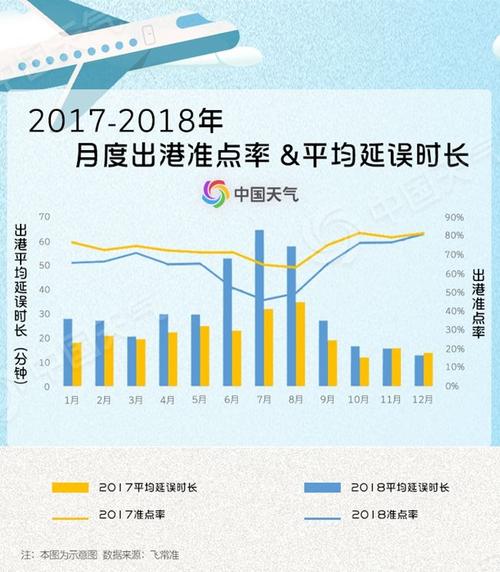 2017-2018年
月度出港准点率 &平均延误时长
中国天气
出港平均延误时长（分钟）
70
60
50
40
30
20
10
0
90%
80%
70%
60%
50%
40%
30%
20%
10%
0%
出港准点率
1月 2月 3月 4月 5月 6月 7月 8月 9月 10月 11月 12月
2017平均延误时长 2018平均延误时长
2017准点率 2018准点率
注：本图为示意图 数据来源：飞常准